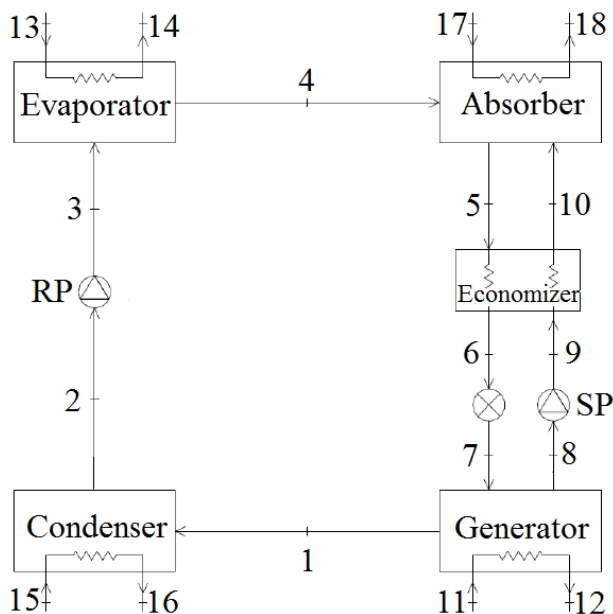 13 14 17 18
Evaporator 4 Absorber
3 5 10
RP Economizer
6 9
2 SP
7 8
Condenser Generator
1
15 16 11 12